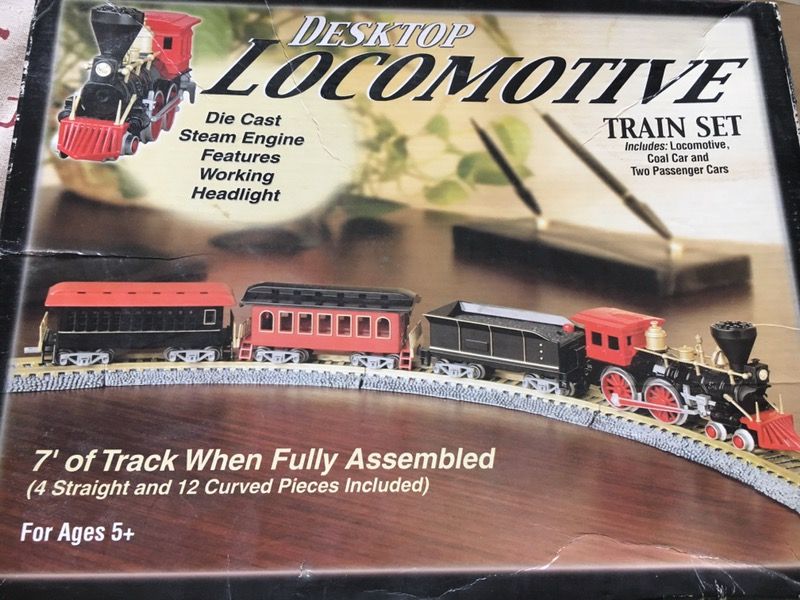 DESKTOP
LOCOMOTIVE
TRAIN SET
Includes: Locomotive,
Coal Car and
Two Passenger Cars
Die Cast
Steam Engine
Features
Working
Headlight
7' of Track When Fully Assembled
(4 Straight and 12 Curved Pieces Included)
For Ages 5+